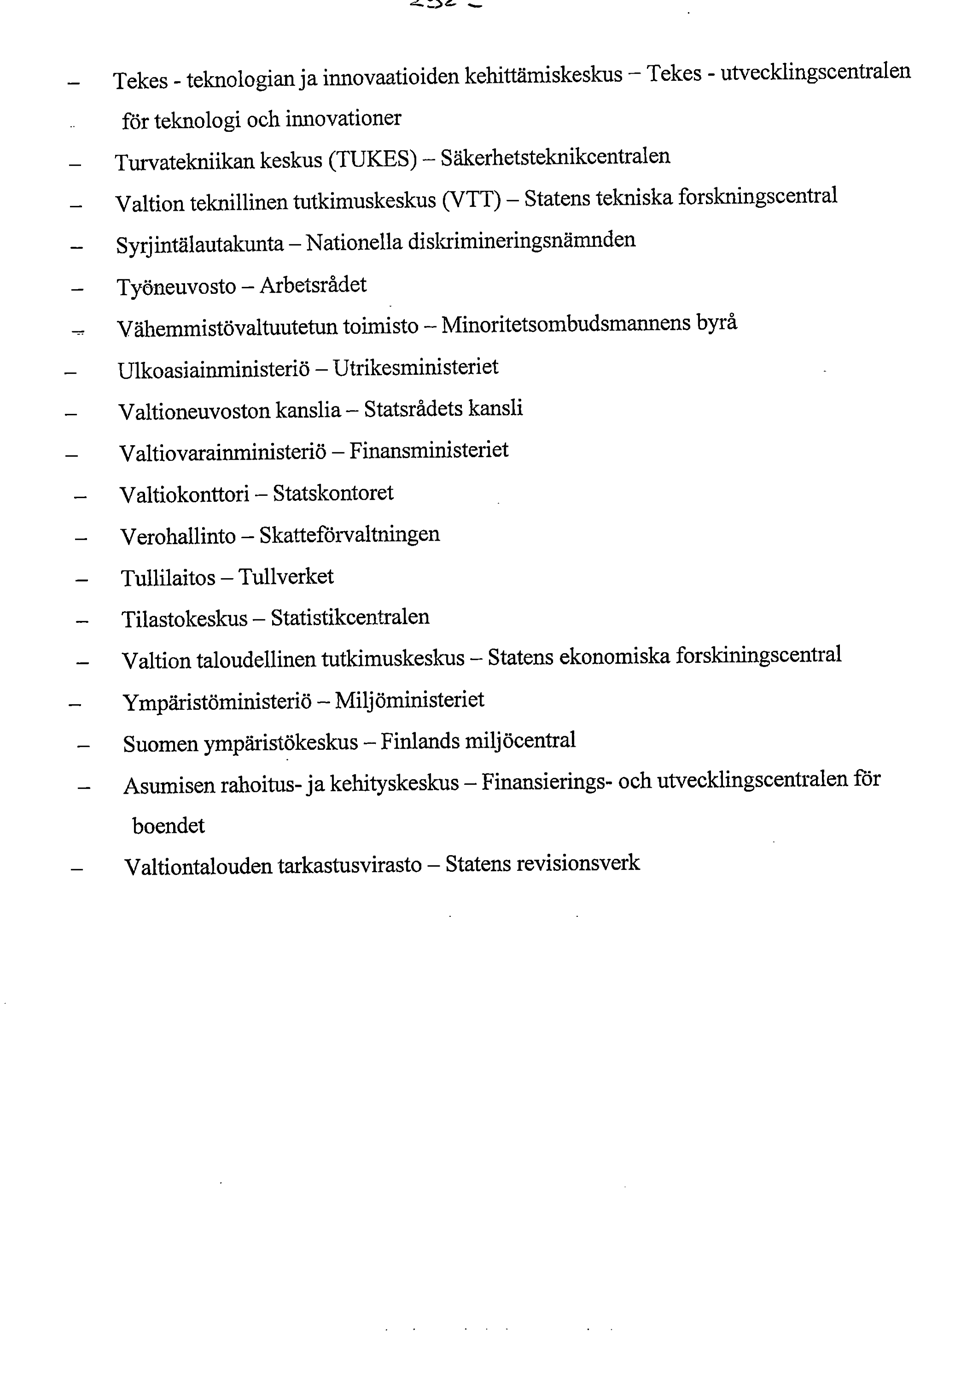 – Tekes - teknologian ja innovaatioiden kehittämiskeskus – Tekes - utvecklingscentralen
för teknologi och innovationer
– Turvatekniikan keskus (TUKES) – Säkerhetsteknikcentralen
– Valtion teknillinen tutkimuskeskus (VTT) – Statens tekniska forskningscentral
– Syrjintälautakunta – Nationella diskrimineringsnämnden
– Työneuvosto – Arbetsrådet
– Vähemmistövaltuutetun toimisto – Minoritetsombudsmannens byrå
– Ulkoasiainministeriö – Utrikesministeriet
– Valtioneuvoston kanslia – Statsrådets kansli
– Valtiovarainministeriö – Finansministeriet
– Valtiokonttori – Statskontoret
– Verohallinto – Skatteförvaltningen
– Tullilaitos – Tullverket
– Tilastokeskus – Statistikcentralen
– Valtion taloudellinen tutkimuskeskus – Statens ekonomiska forskiningscentral
– Ympäristöministeriö – Miljöministeriet
– Suomen ympäristökeskus – Finlands miljöcentral
– Asumisen rahoitus- ja kehityskeskus – Finansierings- och utvecklingscentralen för
boendet
– Valtiontalouden tarkastusvirasto – Statens revisionsverk